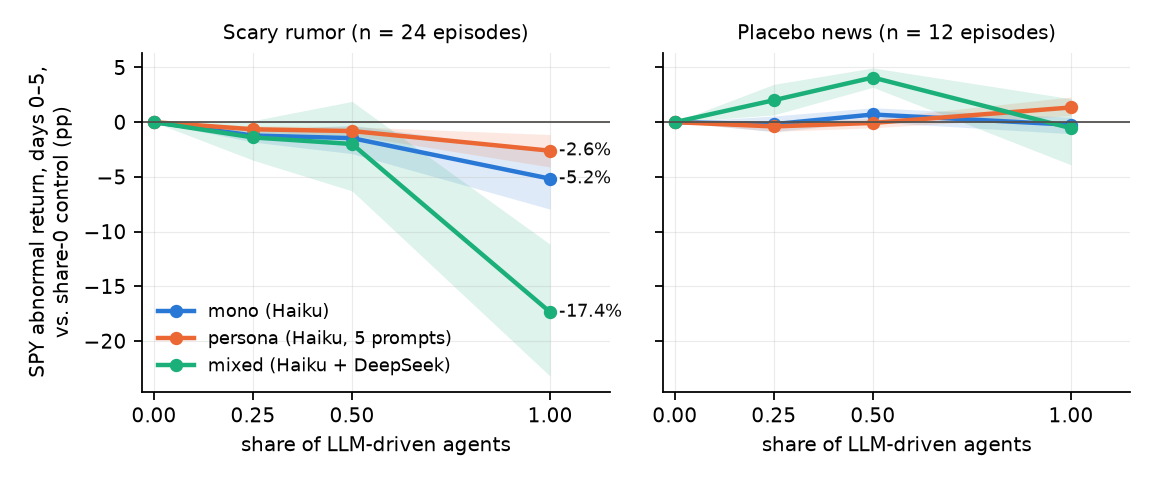 Scary rumor (n = 24 episodes)
Placebo news (n = 12 episodes)
SPY abnormal return, days 0–5,
vs. share-0 control (pp)
5
0
−5
−10
−15
−20
-2.6%
-5.2%
-17.4%
mono (Haiku)
persona (Haiku, 5 prompts)
mixed (Haiku + DeepSeek)
0.00 0.25 0.50 1.00
0.00 0.25 0.50 1.00
share of LLM-driven agents
share of LLM-driven agents